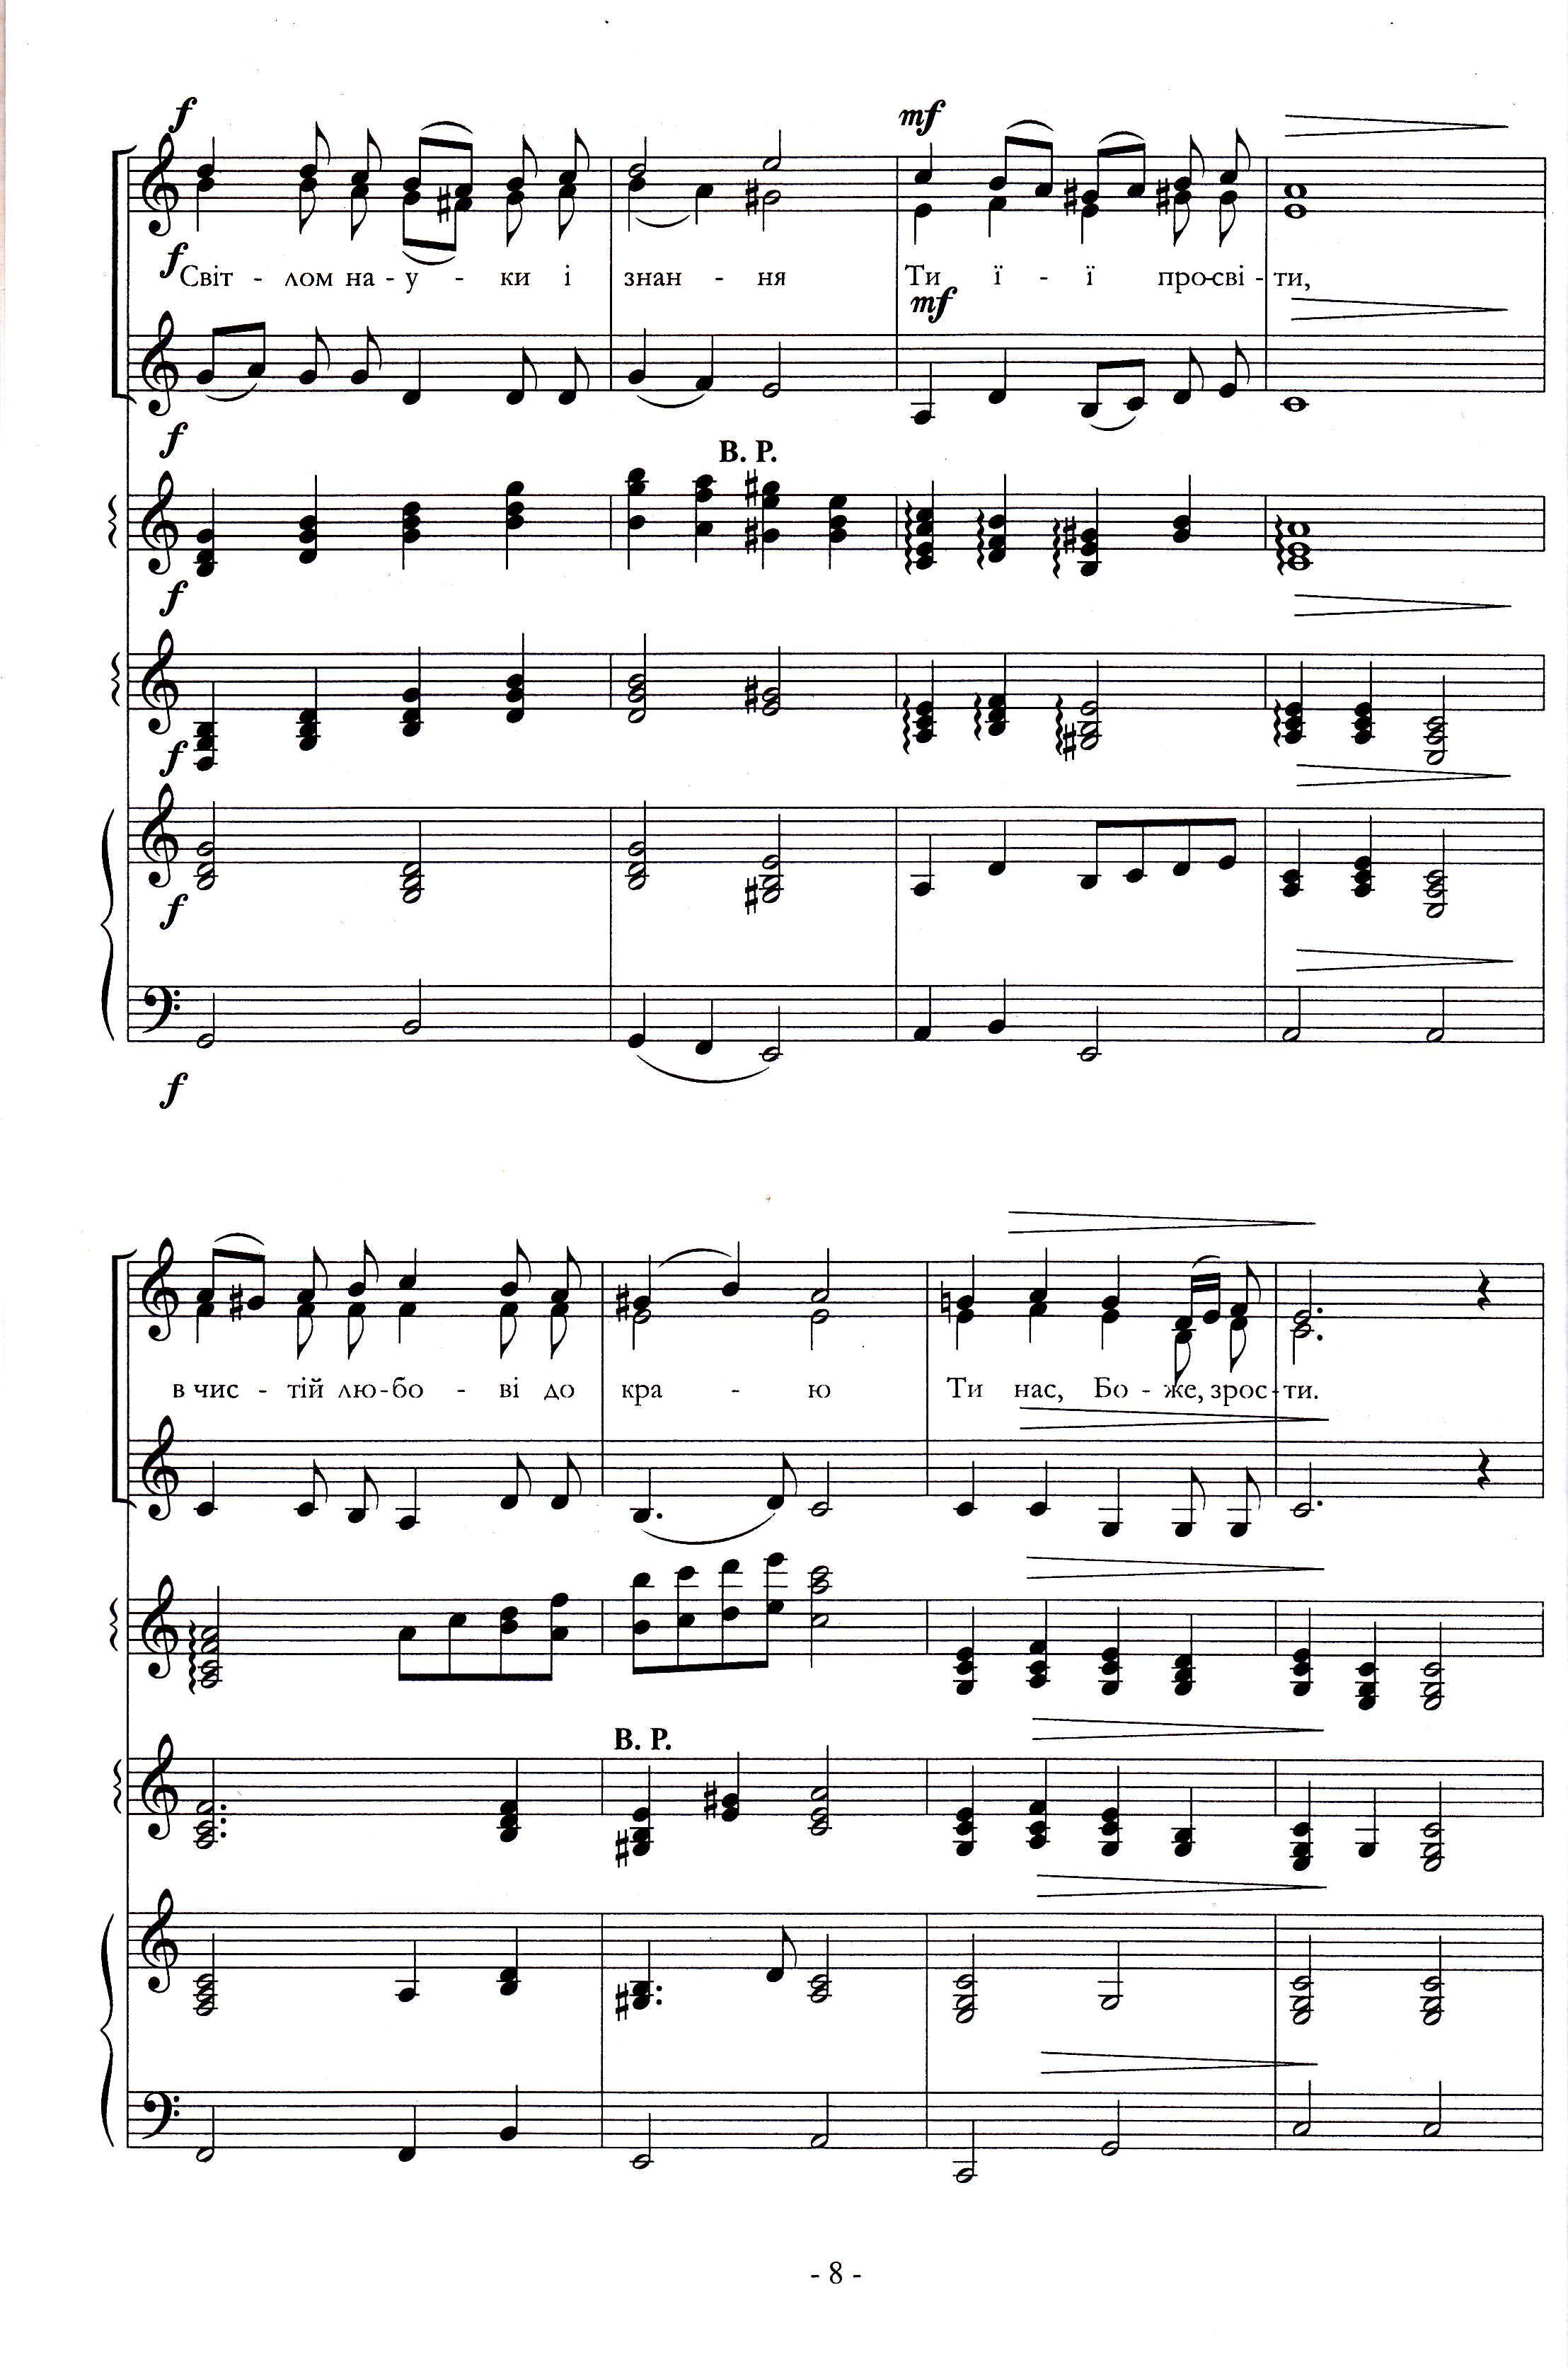 f
mf
f
Світ - лом на - у - ки і знан - ня Ти ї - ї про-сві - ти,
mf
f
В. Р.
f
f
f
f
в чис - тій лю - бо - ві до кра - ю Ти нас, Бо - же, зрос - ти.
В. Р.
- 8 -